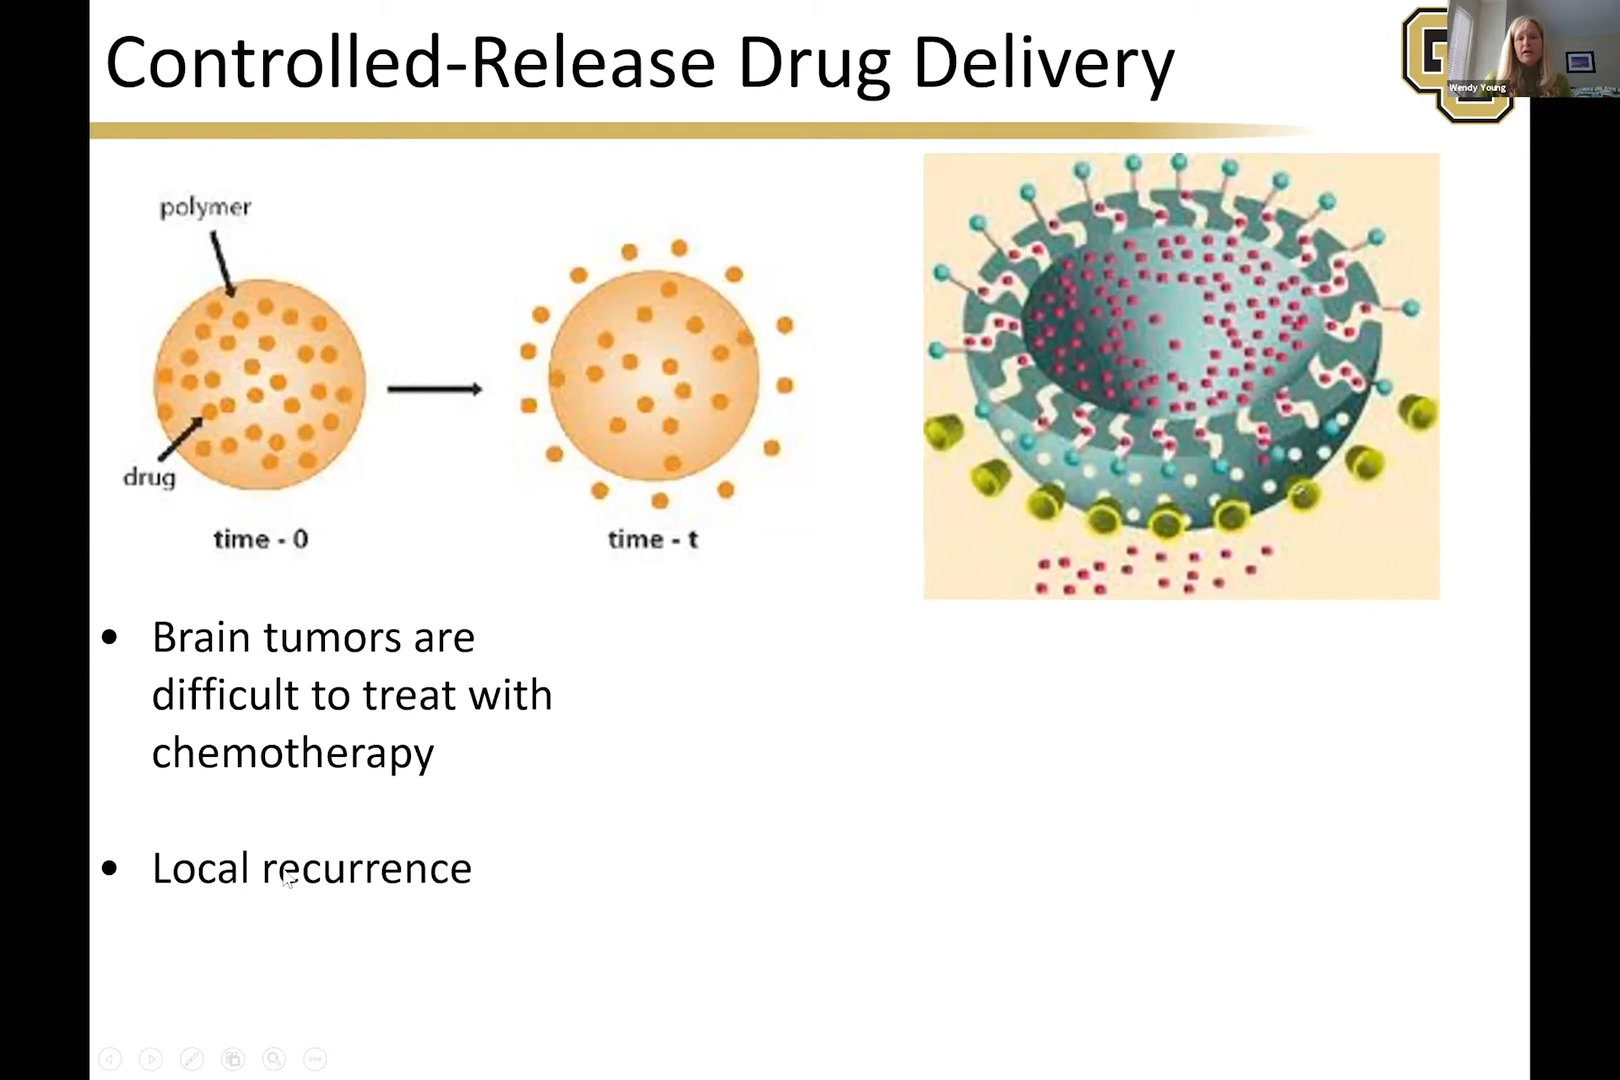 Controlled-Release Drug Delivery
Wendy Young
polymer
drug
time - 0
time - t
• Brain tumors are
difficult to treat with
chemotherapy
• Local recurrence